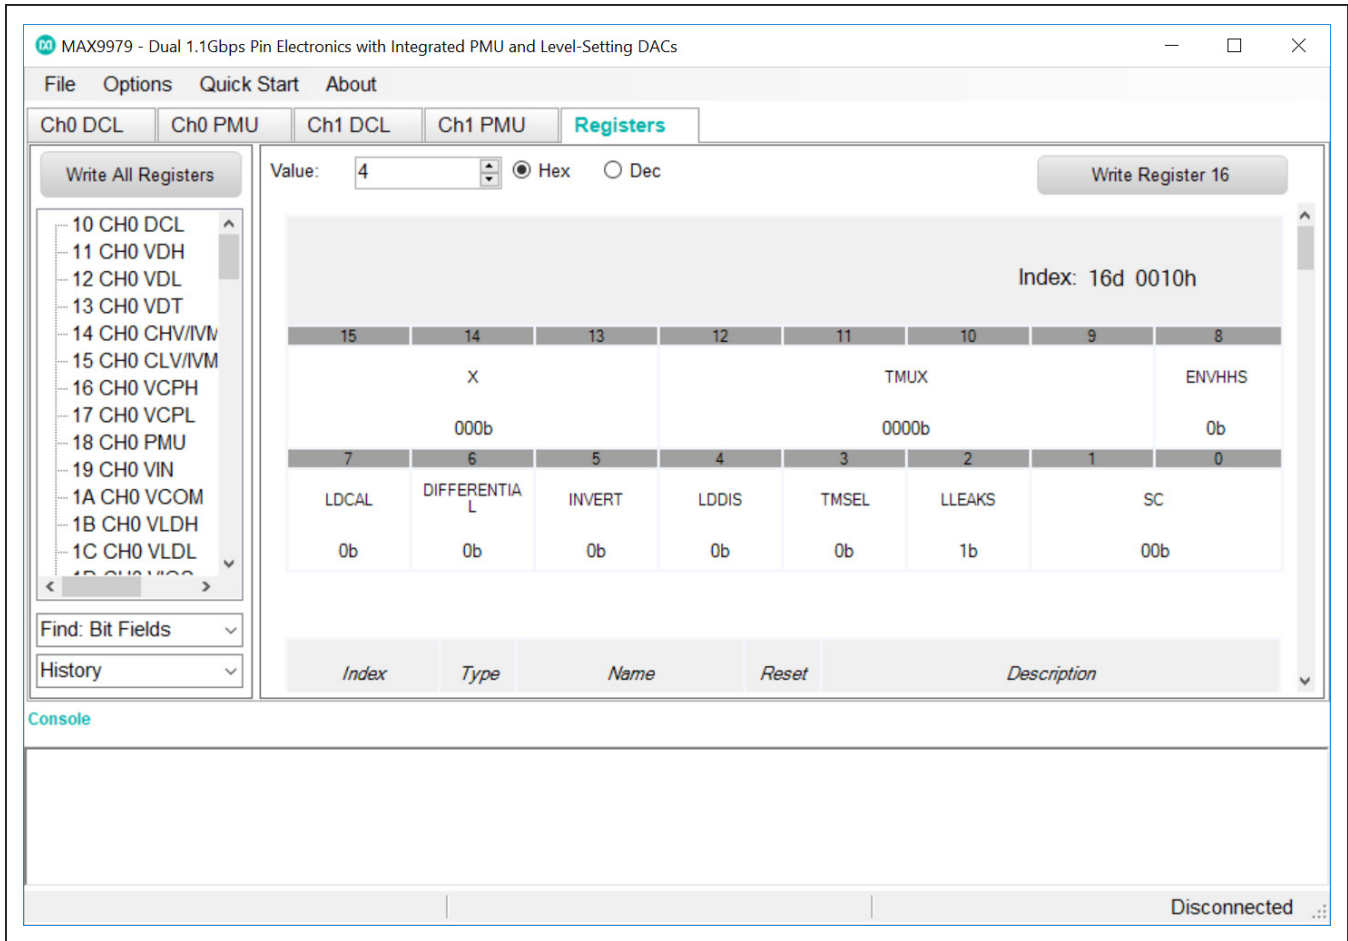 MAX9979 - Dual 1.1Gbps Pin Electronics with Integrated PMU and Level-Setting DACs
File Options Quick Start About
Ch0 DCL Ch0 PMU Ch1 DCL Ch1 PMU Registers
Write All Registers
Value: 4 Hex Dec Write Register 16
10 CH0 DCL
11 CH0 VDH
12 CH0 VDL
13 CH0 VDT
14 CH0 CHV/IVM
15 CH0 CLV/IVM
16 CH0 VCPH
17 CH0 VCPL
18 CH0 PMU
19 CH0 VIN
1A CH0 VCOM
1B CH0 VLDH
1C CH0 VLDL
Find: Bit Fields
History
Index: 16d 0010h
15 14 13 12 11 10 9 8
X TMUX ENVHHS
000b 0000b 0b
7 6 5 4 3 2 1 0
LDCAL DIFFERENTIA
L INVERT LDDIS TMSEL LLEAKS SC
0b 0b 0b 0b 0b 1b 00b
Index Type Name Reset Description
Console
Disconnected